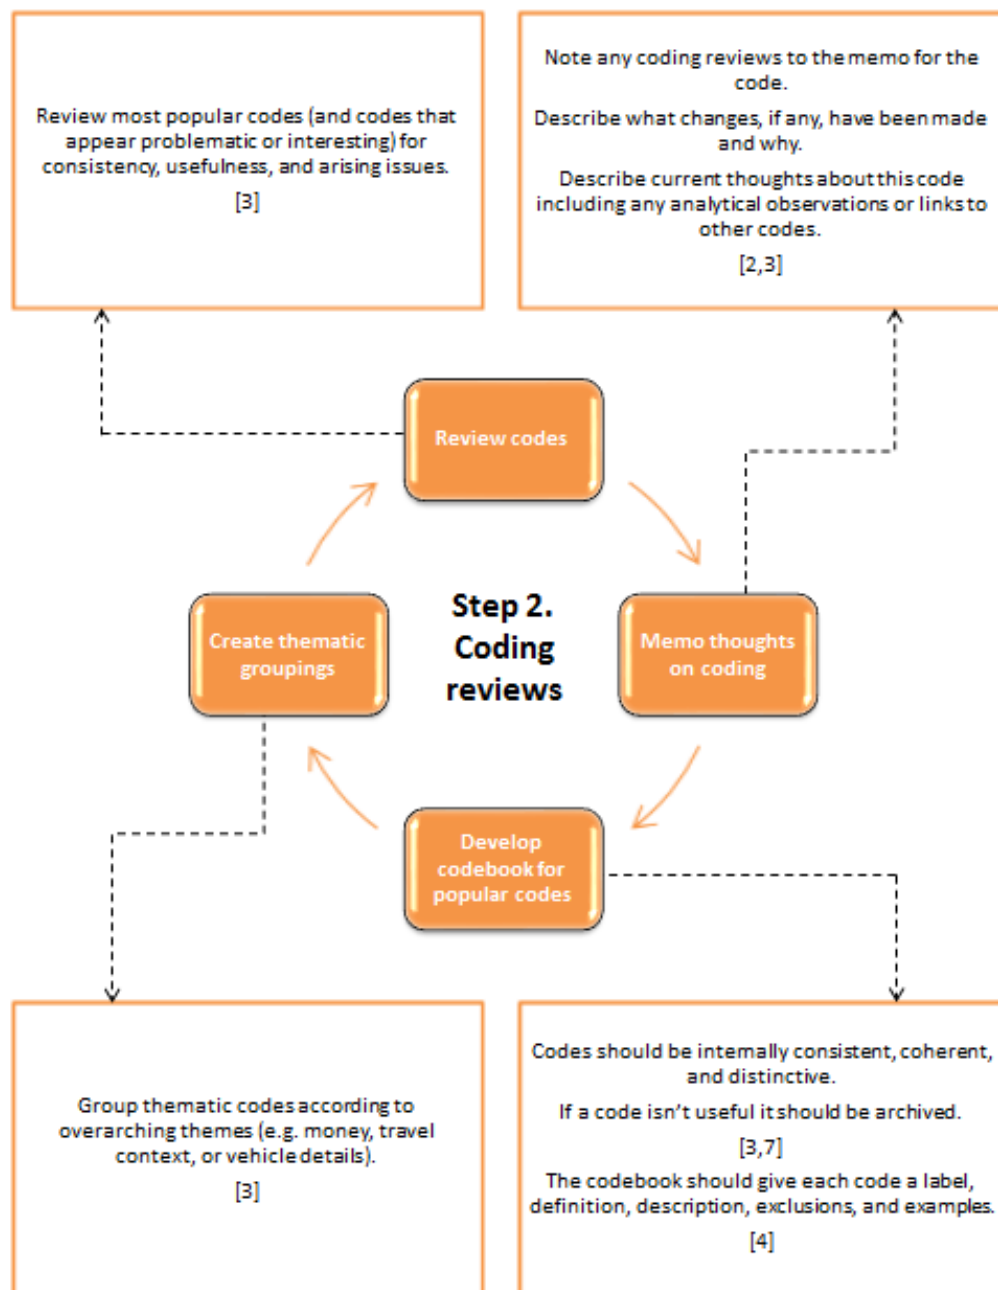 Review most popular codes (and codes that
appear problematic or interesting) for
consistency, usefulness, and arising issues.
[3]
Note any coding reviews to the memo for the
code.
Describe what changes, if any, have been made
and why.
Describe current thoughts about this code
including any analytical observations or links to
other codes.
[2,3]
Review codes
Step 2.
Coding
reviews
Create thematic
groupings
Memo thoughts
on coding
Develop
codebook for
popular codes
Group thematic codes according to
overarching themes (e.g. money, travel
context, or vehicle details).
[3]
Codes should be internally consistent, coherent,
and distinctive.
If a code isn't useful it should be archived.
[3,7]
The codebook should give each code a label,
definition, description, exclusions, and examples.
[4]